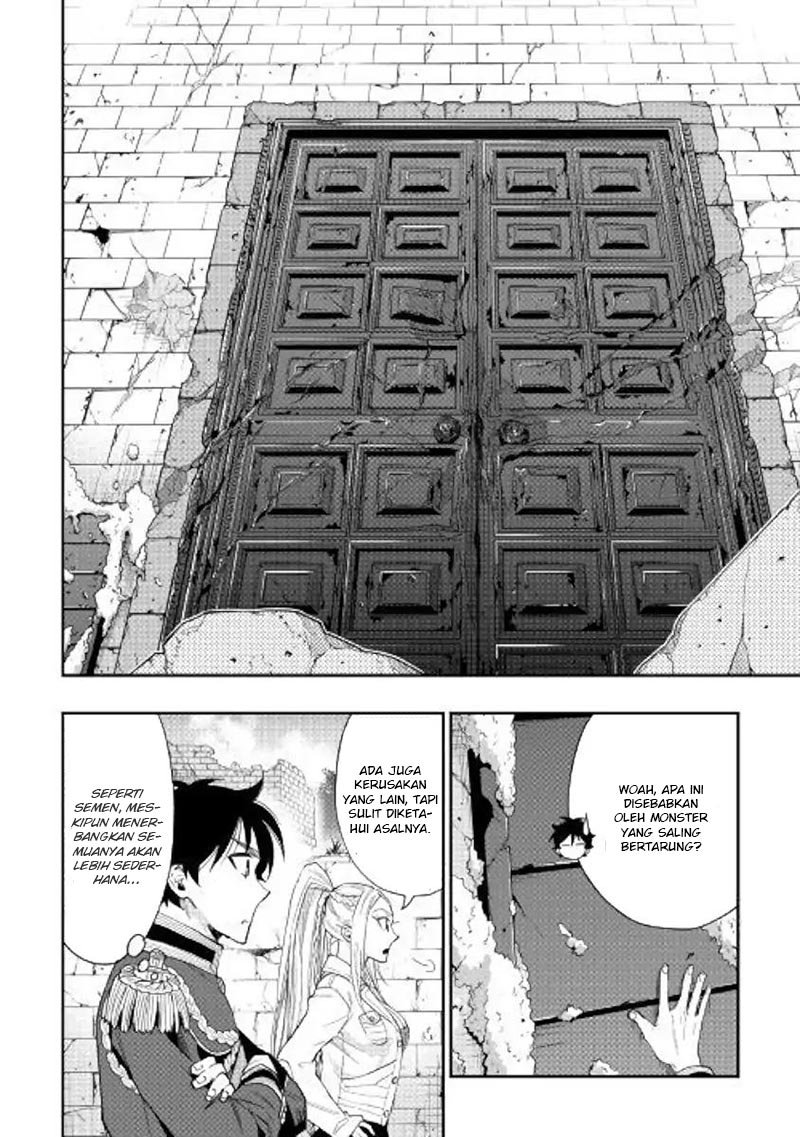 WOAH, APA INI
DISEBABKAN
OLEH MONSTER
YANG SALING
BERTARUNG?
ADA JUGA
KERUSAKAN
YANG LAIN, TAPI
SULIT DIKETA-
HUI ASALNYA.
SEPERTI
SEMEN, MES-
KIPUN MENER-
BANGKAN SE-
MUANYA AKAN
LEBIH SEDER-
HANA...